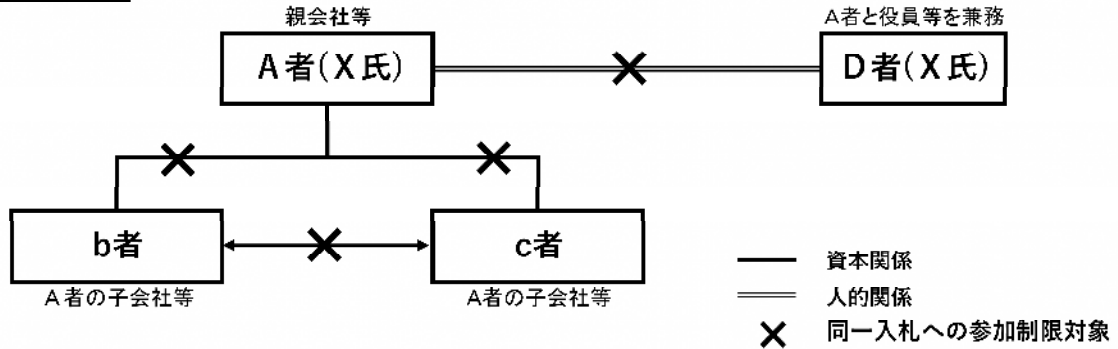 親会社等
A者と役員等を兼務
A者(X氏)
D者(X氏)
b者
c者
A者の子会社等
A者の子会社等
資本関係
人的関係
同一入札への参加制限対象